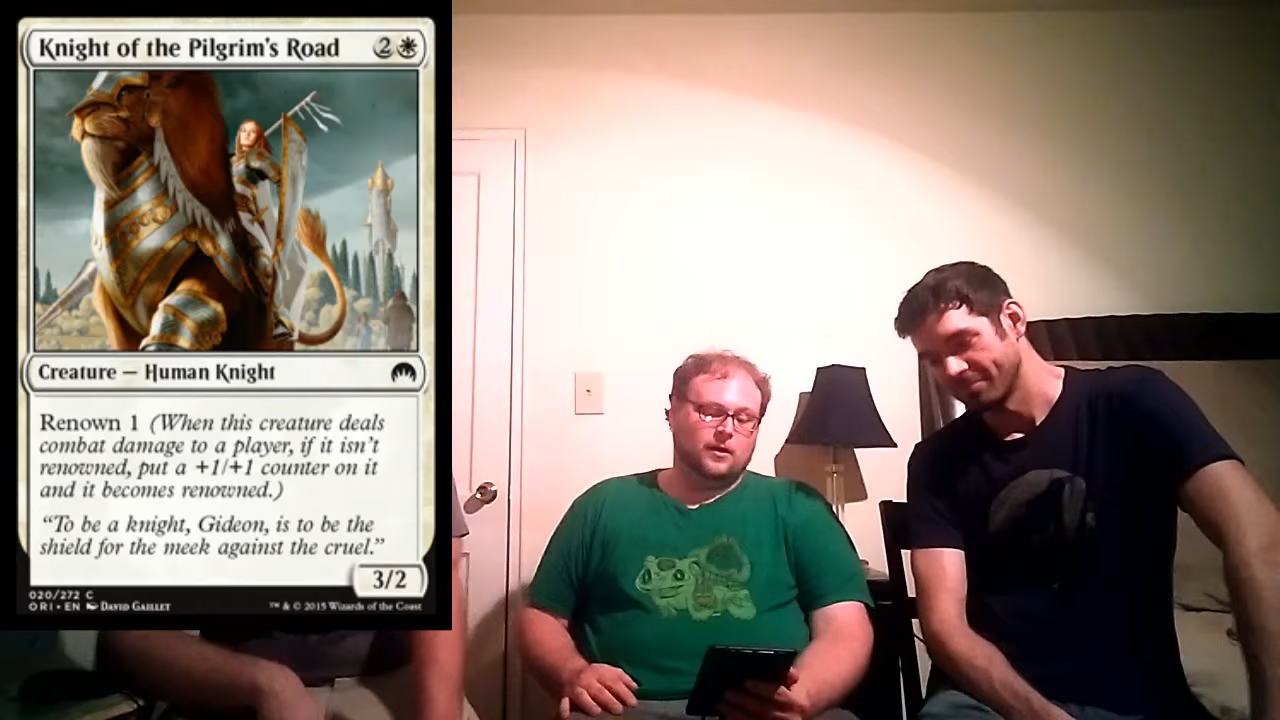 Knight of the Pilgrim's Road 2
Creature — Human Knight
Renown 1 (When this creature deals
combat damage to a player, if it isn't
renowned, put a +1/+1 counter on it
and it becomes renowned.)
"To be a knight, Gideon, is to be the
shield for the meek against the cruel."
3/2
020/272 C
ORI • EN DAVID GAILLET
™ & © 2015 Wizards of the Coast